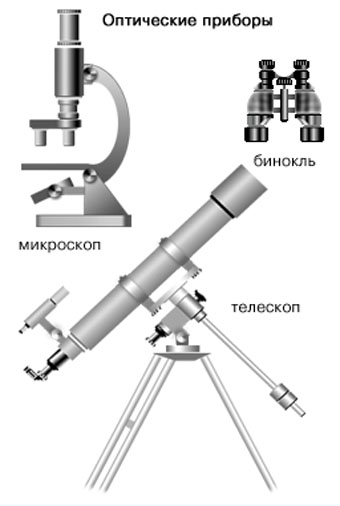 Оптические приборы
бинокль
микроскоп
телескоп